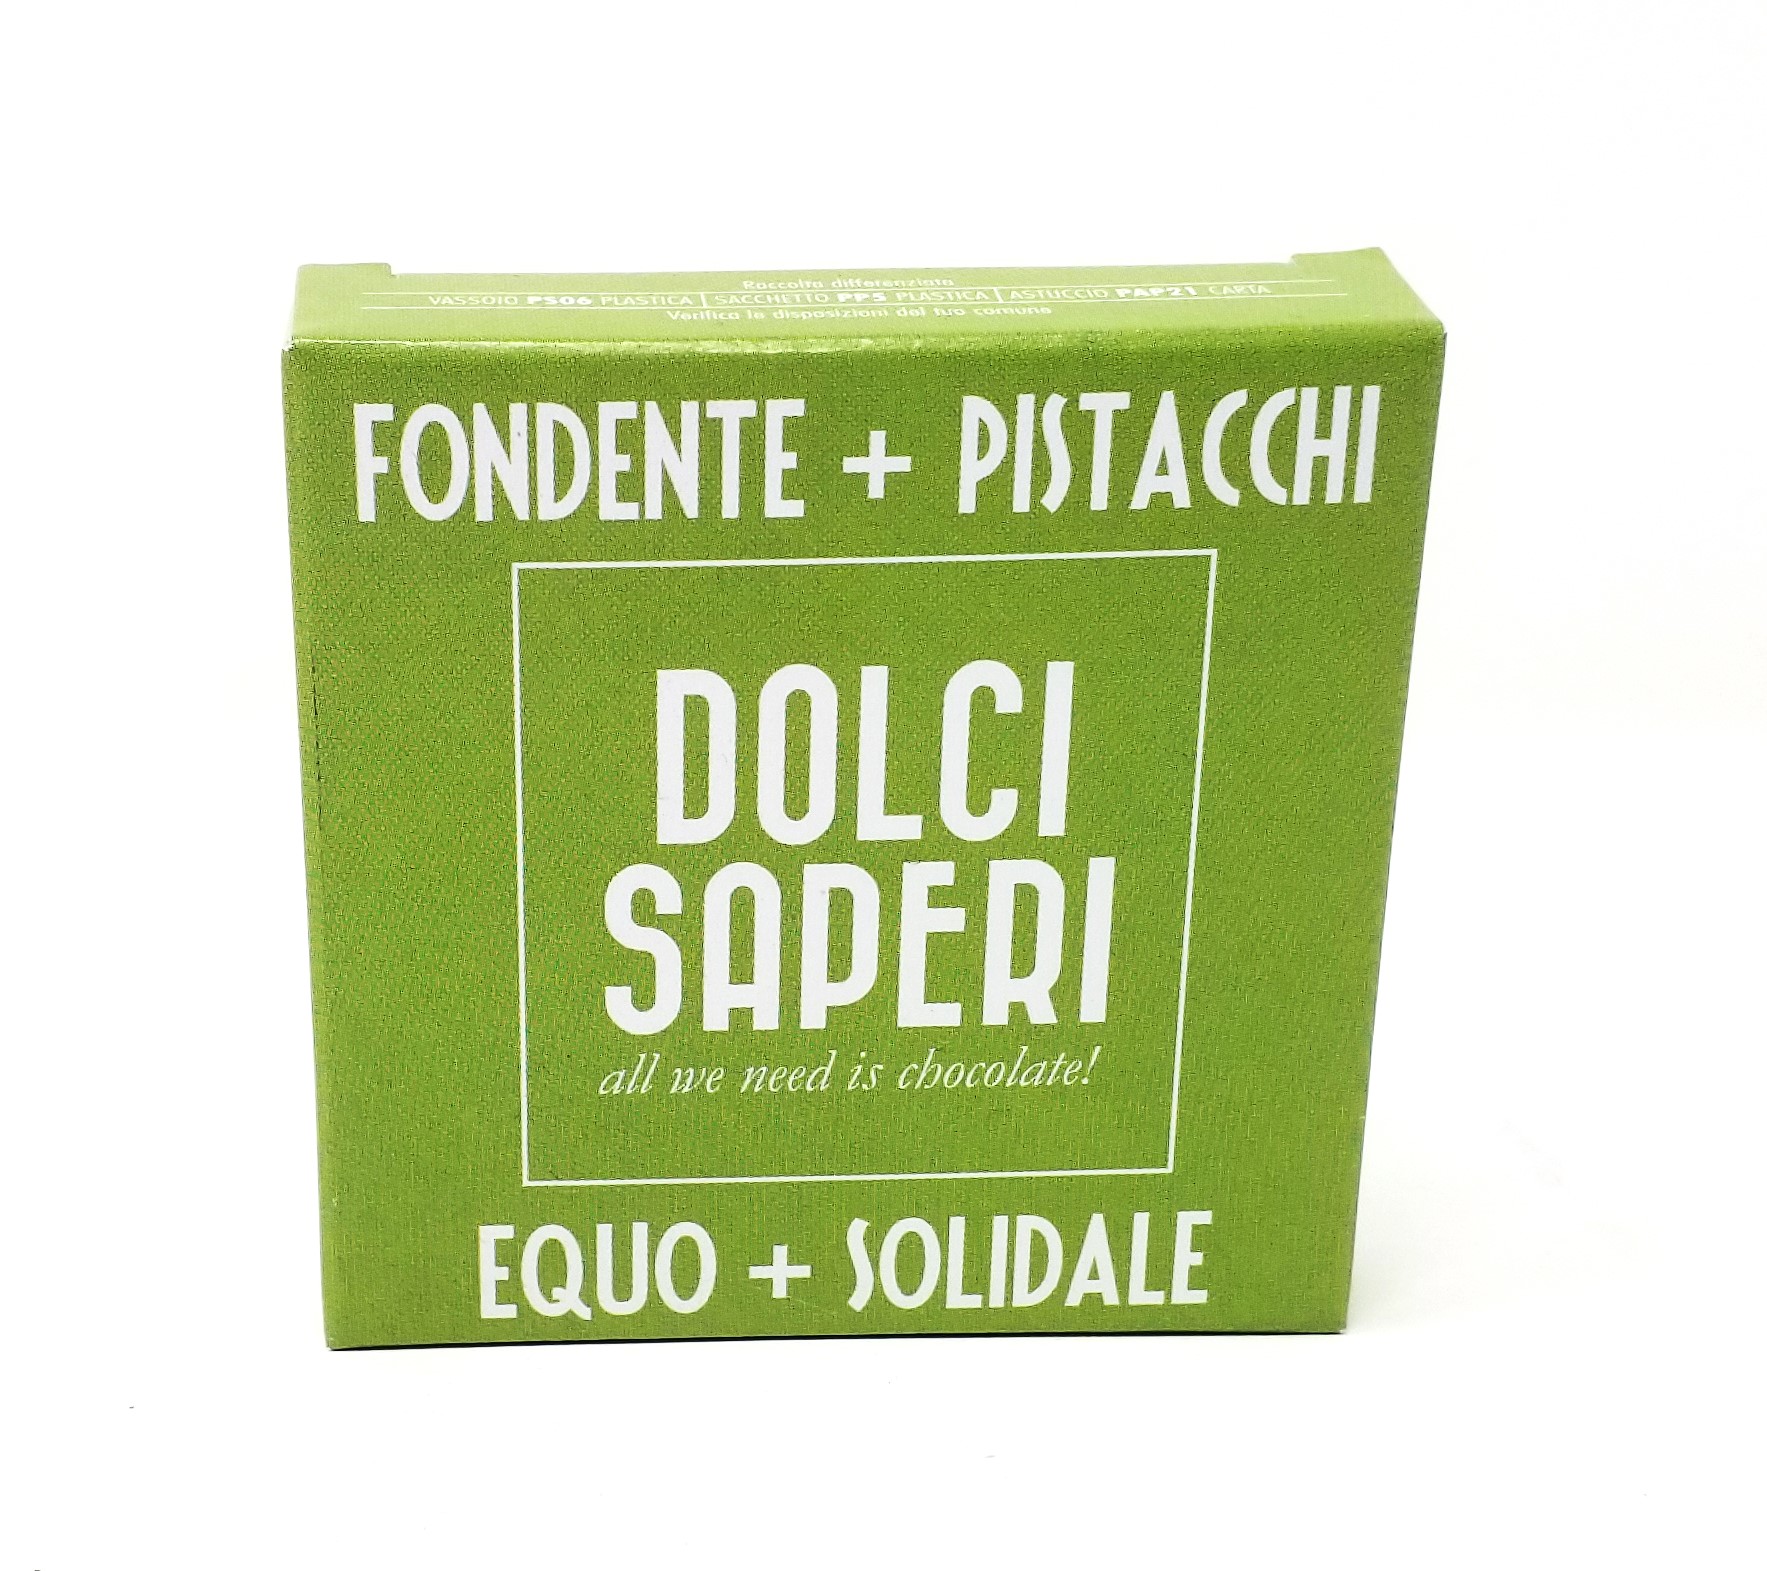 Raccolta differenziata
VASSOIO PS06 PLASTICA | SACCHETTO PP5 PLASTICA | ASTUCCIO PAP21 CARTA
Verifica le disposizioni del tuo comune
FONDENTE + PISTACCHI
DOLCI
SAPERI
all we need is chocolate!
EQUO + SOLIDALE